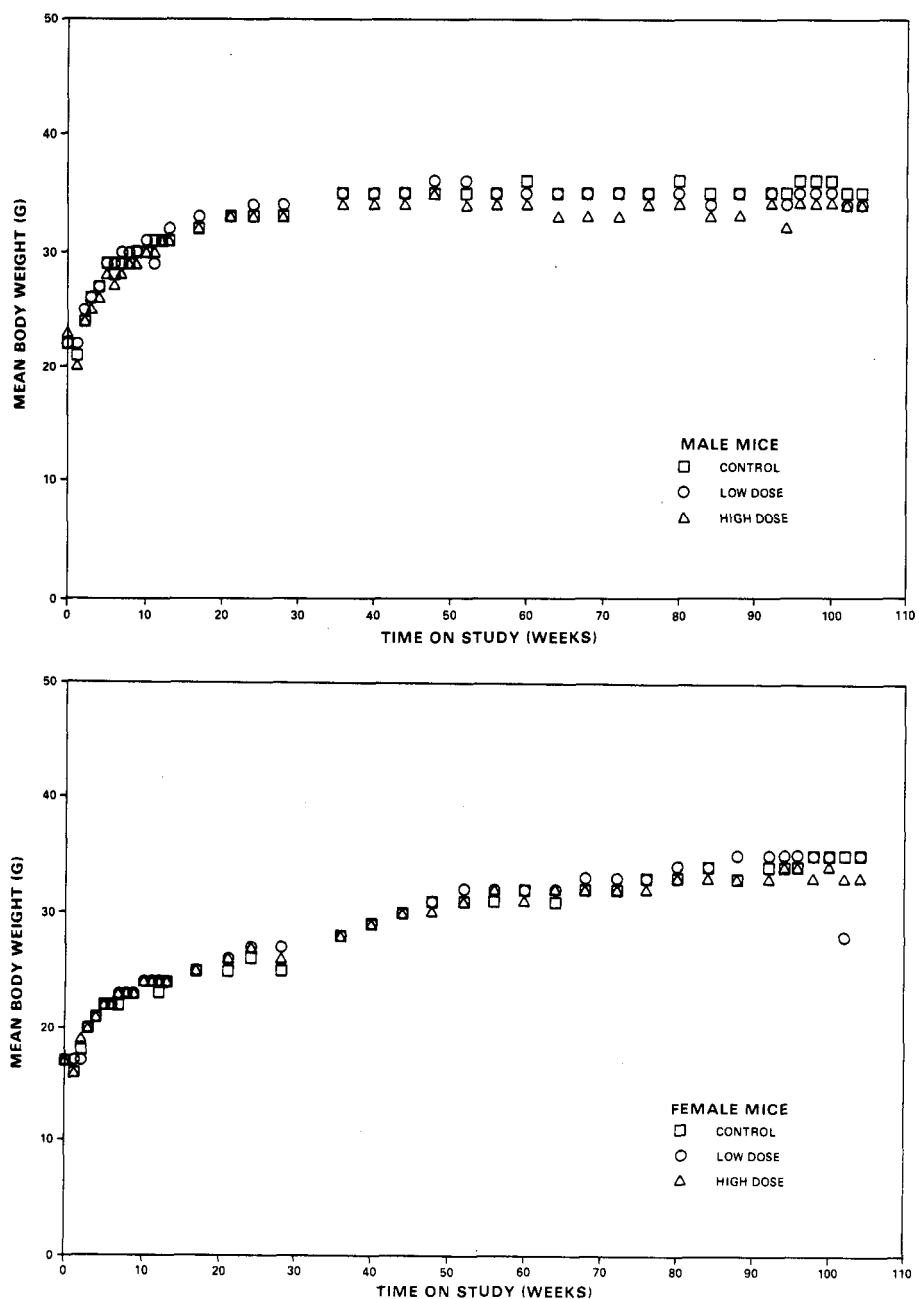 50
40
30
20
10
0
MEAN BODY WEIGHT (G)
MALE MICE
CONTROL
LOW DOSE
HIGH DOSE
0 10 20 30 40 50 60 70 80 90 100 110
TIME ON STUDY (WEEKS)
50
40
30
20
10
0
MEAN BODY WEIGHT (G)
FEMALE MICE
CONTROL
LOW DOSE
HIGH DOSE
0 10 20 30 40 50 60 70 80 90 100 110
TIME ON STUDY (WEEKS)